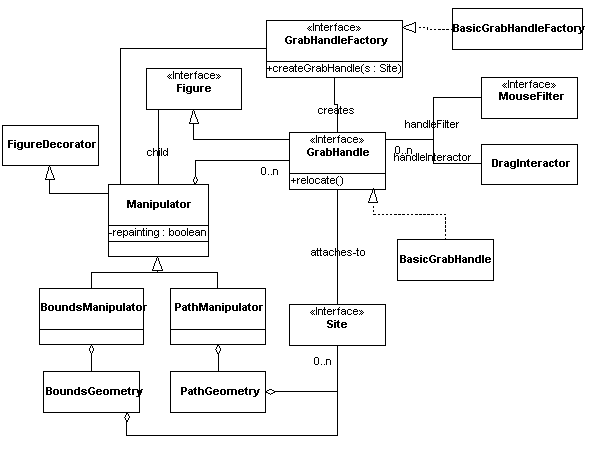 «Interface»
GrabHandleFactory
+createGrabHandle(s : Site)
BasicGrabHandleFactory
«Interface»
Figure
creates
«Interface»
MouseFilter
handleFilter
0..n
handleInteractor
DragInteractor
FigureDecorator
child
«Interface»
GrabHandle
+relocate()
0..n
Manipulator
-repainting : boolean
attaches-to
BasicGrabHandle
BoundsManipulator
PathManipulator
«Interface»
Site
0..n
BoundsGeometry
PathGeometry